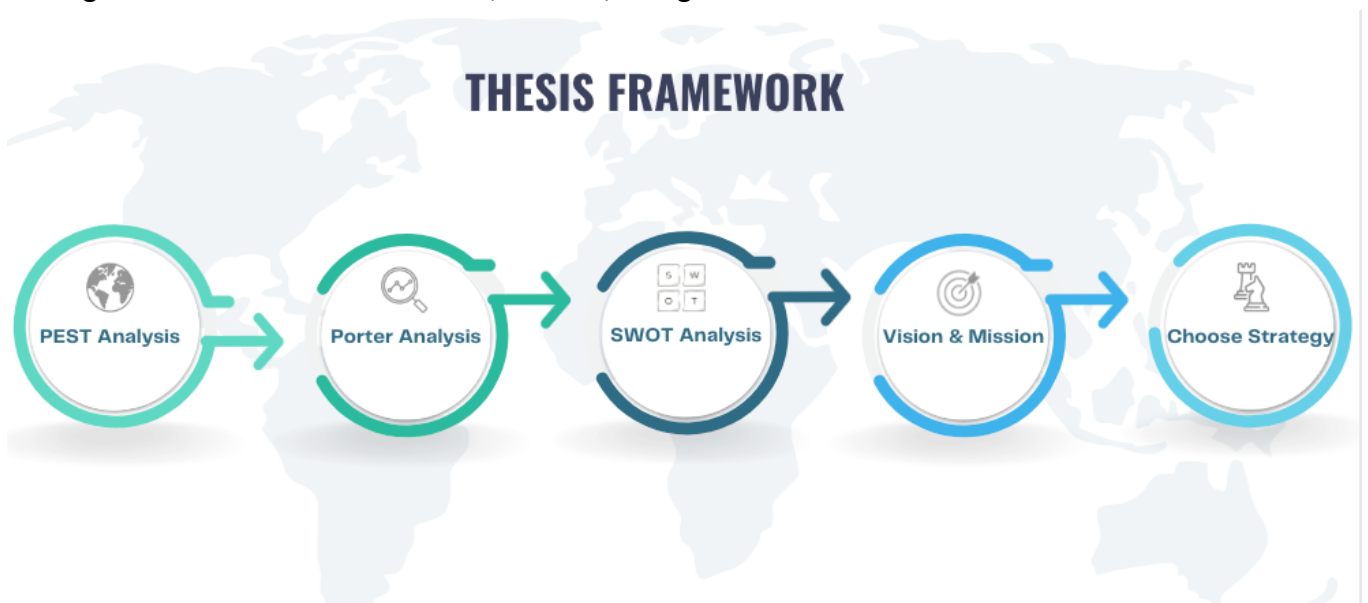 THESIS FRAMEWORK
PEST Analysis
Porter Analysis
S W
O T
SWOT Analysis
Vision & Mission
Choose Strategy